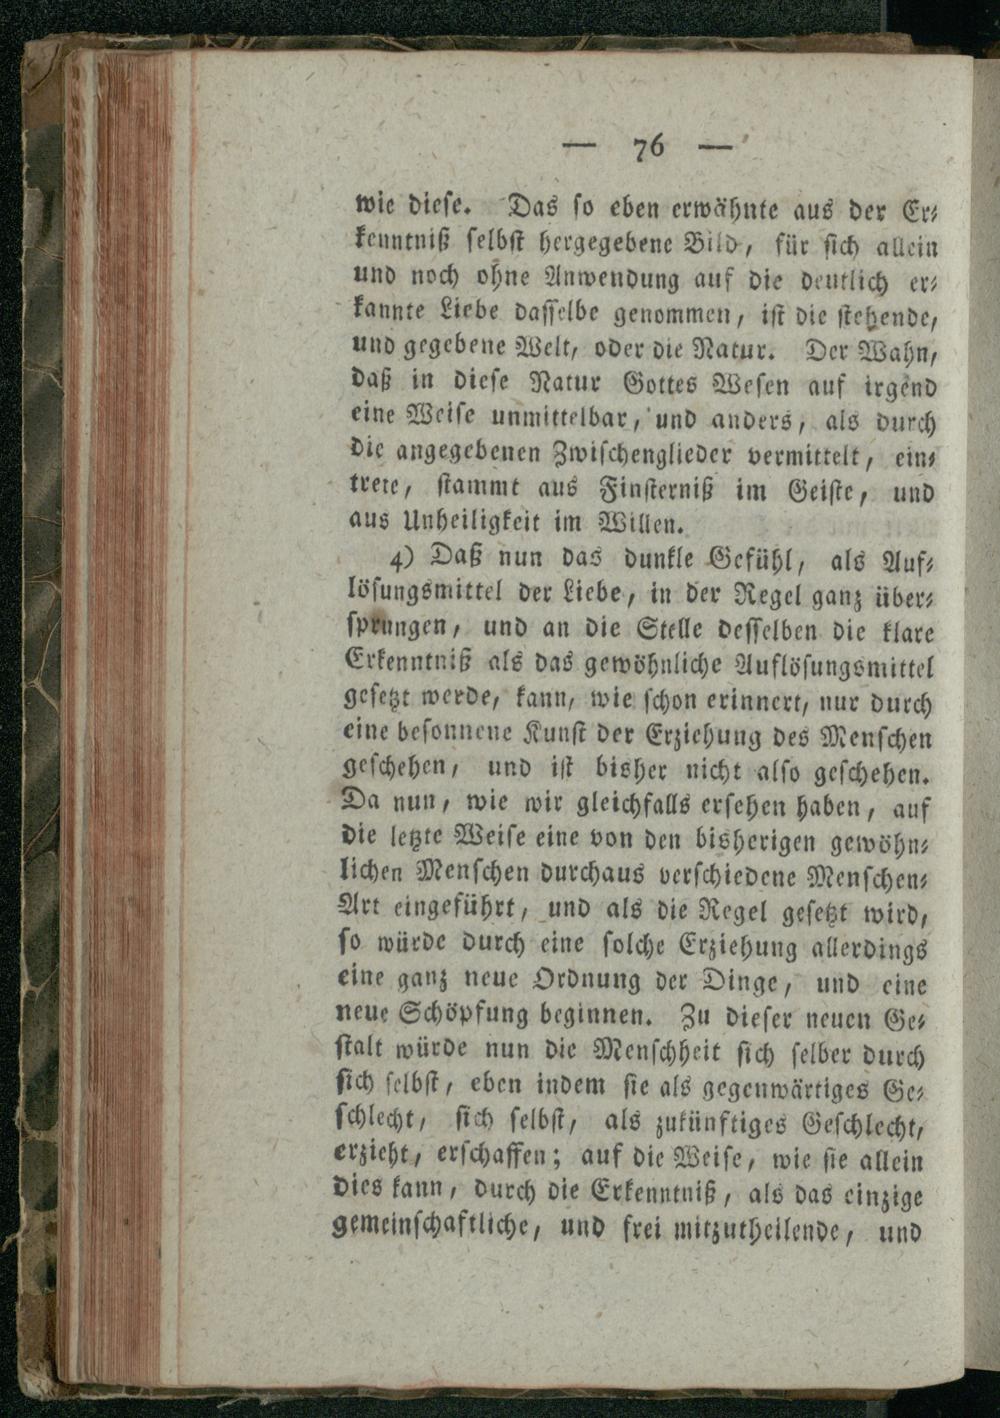 — 76 —
wie dieſe. Das ſo eben erwähnte aus der Er⸗
kenntniß ſelbſt hergegebene Bild, für ſich allein
und noch ohne Anwendung auf die deutlich er⸗
kannte Liebe daſſelbe genommen, iſt die ſtehende,
und gegebene Welt, oder die Natur. Der Wahn,
daß in dieſe Natur Gottes Weſen auf irgend
eine Weiſe unmittelbar, und anders, als durch
die angegebenen Zwiſchenglieder vermittelt, ein⸗
trete, ſtammt aus Finſterniß im Geiſte, und
aus Unheiligkeit im Willen.
4) Daß nun das dunkle Gefühl, als Auf⸗
löſungsmittel der Liebe, in der Regel ganz über⸗
ſprungen, und an die Stelle deſſelben die klare
Erkenntniß als das gewöhnliche Auflöſungsmittel
geſetzt werde, kann, wie ſchon erinnert, nur durch
eine beſonnene Kunſt der Erziehung des Menſchen
geſchehen, und iſt bisher nicht alſo geſchehen.
Da nun, wie wir gleichfalls erſehen haben, auf
die letzte Weiſe eine von den bisherigen gewöhn⸗
lichen Menſchen durchaus verſchiedene Menſchen⸗
Art eingeführt, und als die Regel geſetzt wird,
ſo würde durch eine ſolche Erziehung allerdings
eine ganz neue Ordnung der Dinge, und eine
neue Schöpfung beginnen. Zu dieſer neuen Ge⸗
ſtalt würde nun die Menſchheit ſich ſelber durch
ſich ſelbſt, eben indem ſie als gegenwärtiges Ge⸗
ſchlecht, ſich ſelbſt, als zukünftiges Geſchlecht,
erzieht, erſchaffen; auf die Weiſe, wie ſie allein
dies kann, durch die Erkenntniß, als das einzige
gemeinſchaftliche, und frei mitzutheilende, und